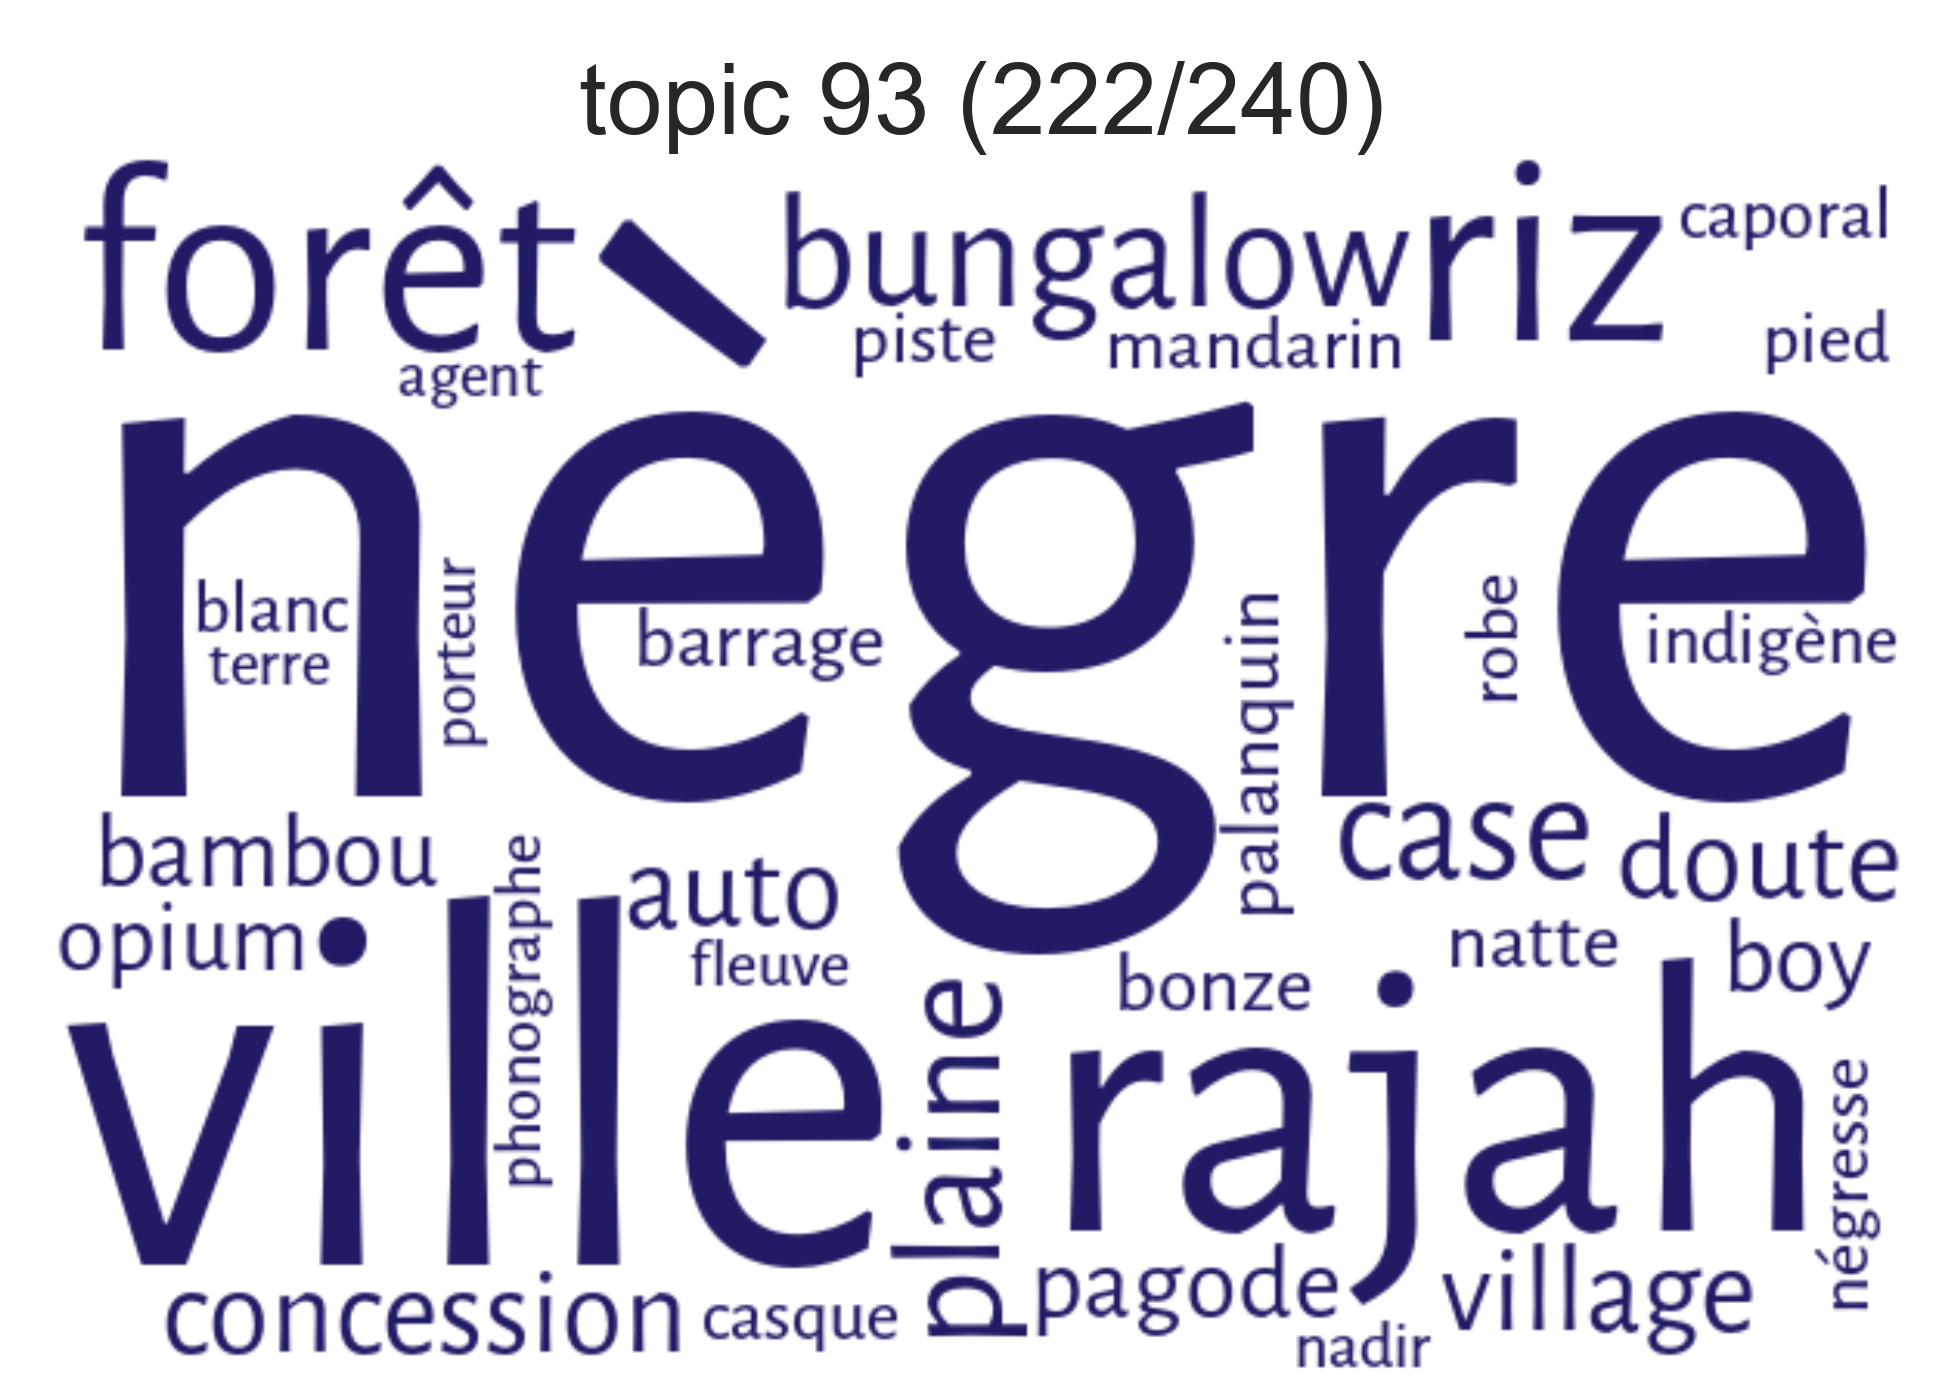 topic 93 (222/240)
forêt
bungalow
riz
caporal
piste
mandarin
pied
agent
nègre
blanc
terre
porteur
barrage
palanquin
robe
indigène
bambou
phonographe
auto
case
doute
opium
fleuve
bonze
natte
boy
ville
plaine
rajah
négresse
concession
casque
pagode
nadir
village